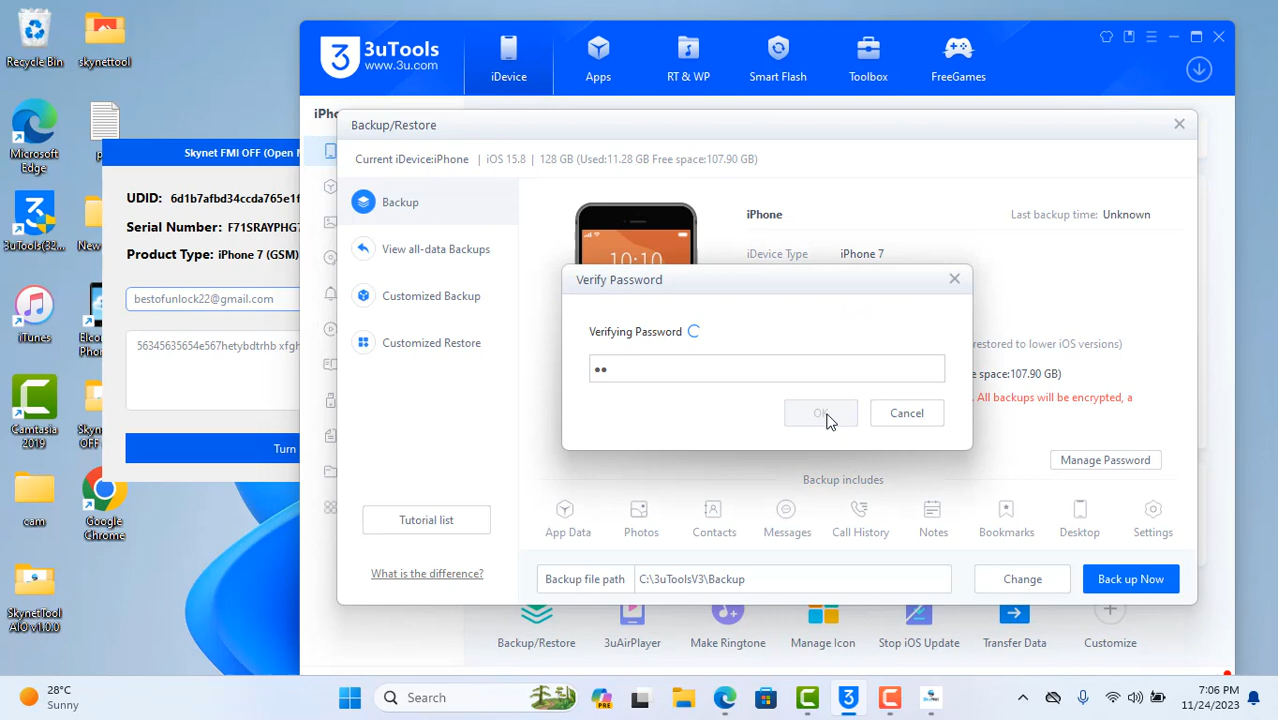 Recycle Bin
skynettool
Microsoft
Edge
3uTools(32...
iTunes
Camtasia
2019
cam
Google
Chrome
SkynetTool
AIO v1.0.0
Skynet FMI OFF (Open
UDID: 6d1b7afbd34ccda765e1f
Serial Number: F71SRAYPHG7
Product Type: iPhone 7 (GSM)
bestofunlock22@gmail.com
56345635654e567hetybdtrhb xfgh
Turn
3uTools
www.3u.com
iDevice
Apps
RT & WP
Smart Flash
Toolbox
FreeGames
Backup/Restore
Current iDevice:iPhone | iOS 15.8 | 128 GB (Used:11.28 GB Free space:107.90 GB)
Backup
View all-data Backups
Customized Backup
Customized Restore
Tutorial list
What is the difference?
iPhone
Last backup time: Unknown
10:10
iDevice Type iPhone 7
restored to lower iOS versions)
e space:107.90 GB)
. All backups will be encrypted, a
Manage Password
Verify Password
Verifying Password
OK
Cancel
Backup includes
App Data
Photos
Contacts
Messages
Call History
Notes
Bookmarks
Desktop
Settings
Backup file path
C:\3uToolsV3\Backup
Change
Back up Now
Backup/Restore
3uAirPlayer
Make Ringtone
Manage Icon
Stop iOS Update
Transfer Data
Customize
28°C
Sunny
Search
PRE
7:06 PM
11/24/2023